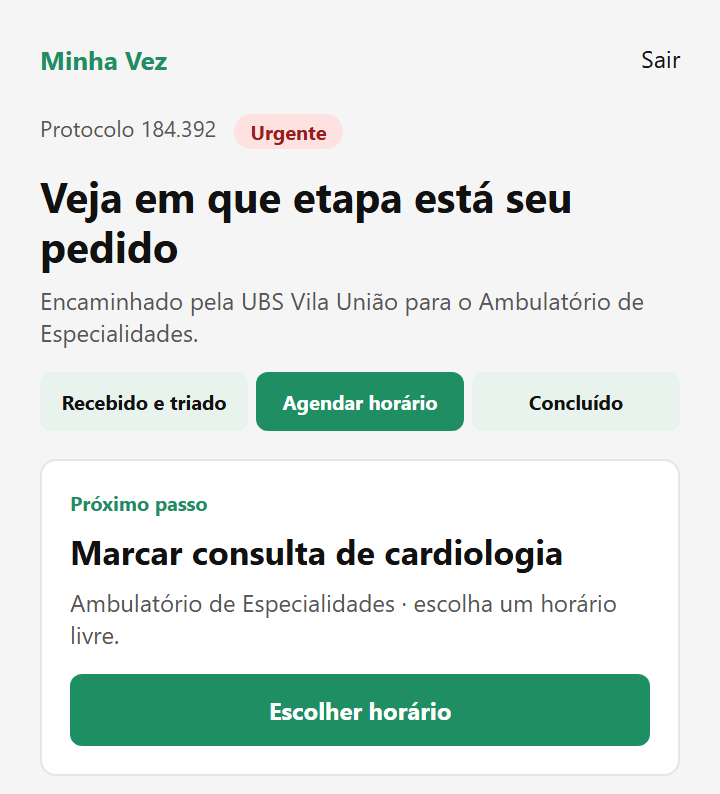 Minha Vez
Sair
Protocolo 184.392
Urgente
Veja em que etapa está seu
pedido
Encaminhado pela UBS Vila União para o Ambulatório de
Especialidades.
Recebido e triado
Agendar horário
Concluído
Próximo passo
Marcar consulta de cardiologia
Ambulatório de Especialidades · escolha um horário
livre.
Escolher horário